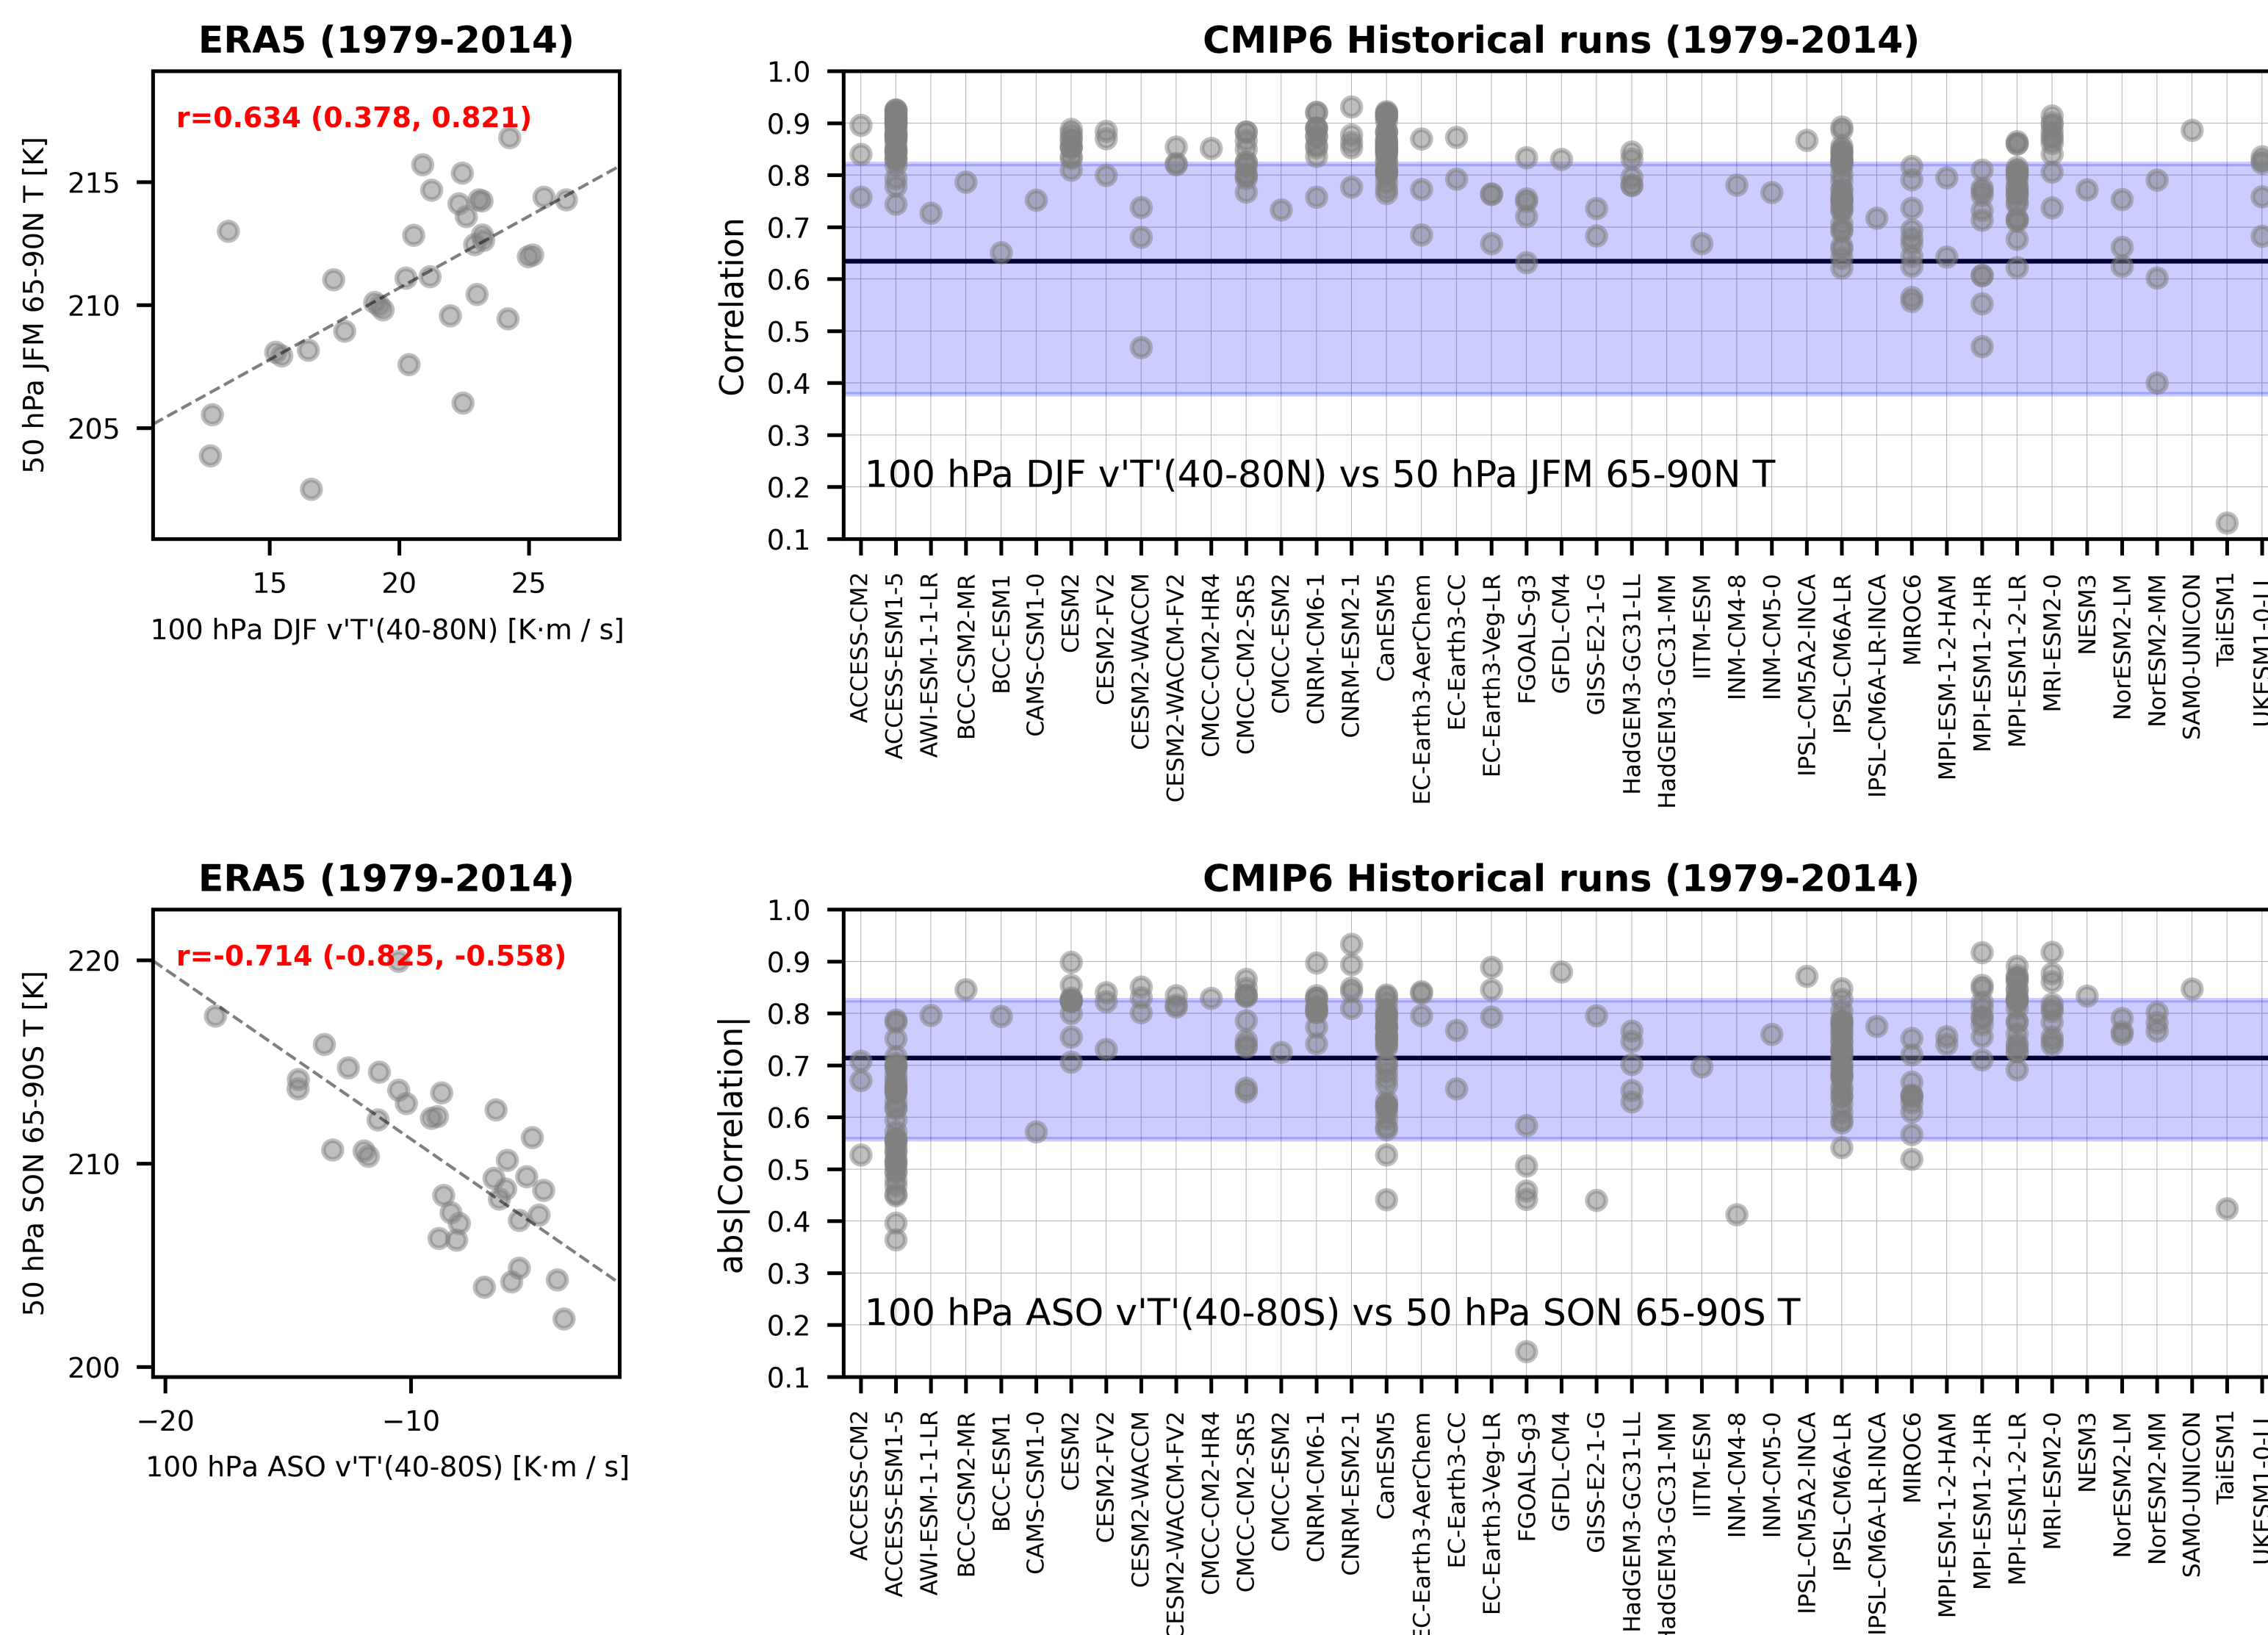 ERA5 (1979-2014)
CMIP6 Historical runs (1979-2014)
r=0.634 (0.378, 0.821)
50 hPa JFM 65-90N T [K]
215
210
205
15 20 25
100 hPa DJF v'T'(40-80N) [K·m / s]
Correlation
1.0
0.9
0.8
0.7
0.6
0.5
0.4
0.3
0.2
0.1
100 hPa DJF v'T'(40-80N) vs 50 hPa JFM 65-90N T
ACCESS-CM2
ACCESS-ESM1-5
AWI-ESM-1-1-LR
BCC-CSM2-MR
BCC-ESM1
CAMS-CSM1-0
CESM2
CESM2-FV2
CESM2-WACCM
CESM2-WACCM-FV2
CMCC-CM2-HR4
CMCC-CM2-SR5
CMCC-ESM2
CNRM-CM6-1
CNRM-ESM2-1
CanESM5
EC-Earth3-AerChem
EC-Earth3-CC
EC-Earth3-Veg-LR
FGOALS-g3
GFDL-CM4
GISS-E2-1-G
HadGEM3-GC31-LL
HadGEM3-GC31-MM
IITM-ESM
INM-CM4-8
INM-CM5-0
IPSL-CM5A2-INCA
IPSL-CM6A-LR
IPSL-CM6A-LR-INCA
MIROC6
MPI-ESM-1-2-HAM
MPI-ESM1-2-HR
MPI-ESM1-2-LR
MRI-ESM2-0
NESM3
NorESM2-LM
NorESM2-MM
SAM0-UNICON
TaiESM1
ERA5 (1979-2014)
CMIP6 Historical runs (1979-2014)
r=-0.714 (-0.825, -0.558)
50 hPa SON 65-90S T [K]
220
210
200
−20 −10
100 hPa ASO v'T'(40-80S) [K·m / s]
abs|Correlation|
1.0
0.9
0.8
0.7
0.6
0.5
0.4
0.3
0.2
0.1
100 hPa ASO v'T'(40-80S) vs 50 hPa SON 65-90S T
ACCESS-CM2
ACCESS-ESM1-5
AWI-ESM-1-1-LR
BCC-CSM2-MR
BCC-ESM1
CAMS-CSM1-0
CESM2
CESM2-FV2
CESM2-WACCM
CESM2-WACCM-FV2
CMCC-CM2-HR4
CMCC-CM2-SR5
CMCC-ESM2
CNRM-CM6-1
CNRM-ESM2-1
CanESM5
EC-Earth3-AerChem
EC-Earth3-CC
EC-Earth3-Veg-LR
FGOALS-g3
GFDL-CM4
GISS-E2-1-G
HadGEM3-GC31-LL
HadGEM3-GC31-MM
IITM-ESM
INM-CM4-8
INM-CM5-0
IPSL-CM5A2-INCA
IPSL-CM6A-LR
IPSL-CM6A-LR-INCA
MIROC6
MPI-ESM-1-2-HAM
MPI-ESM1-2-HR
MPI-ESM1-2-LR
MRI-ESM2-0
NESM3
NorESM2-LM
NorESM2-MM
SAM0-UNICON
TaiESM1